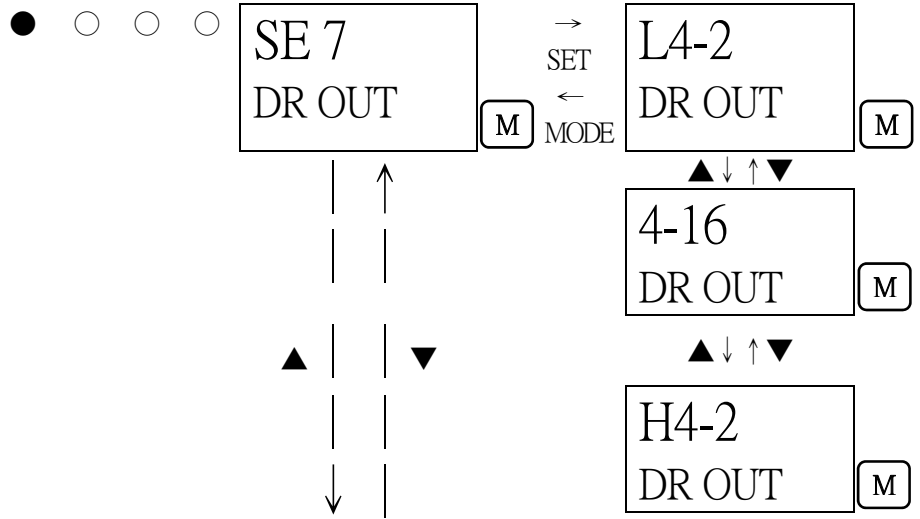 SE 7
DR OUT
M
→
SET
←
MODE
L4-2
DR OUT
M
▲↓ ↑▼
4-16
DR OUT
M
▲↓ ↑▼
H4-2
DR OUT
M
▲ ▼